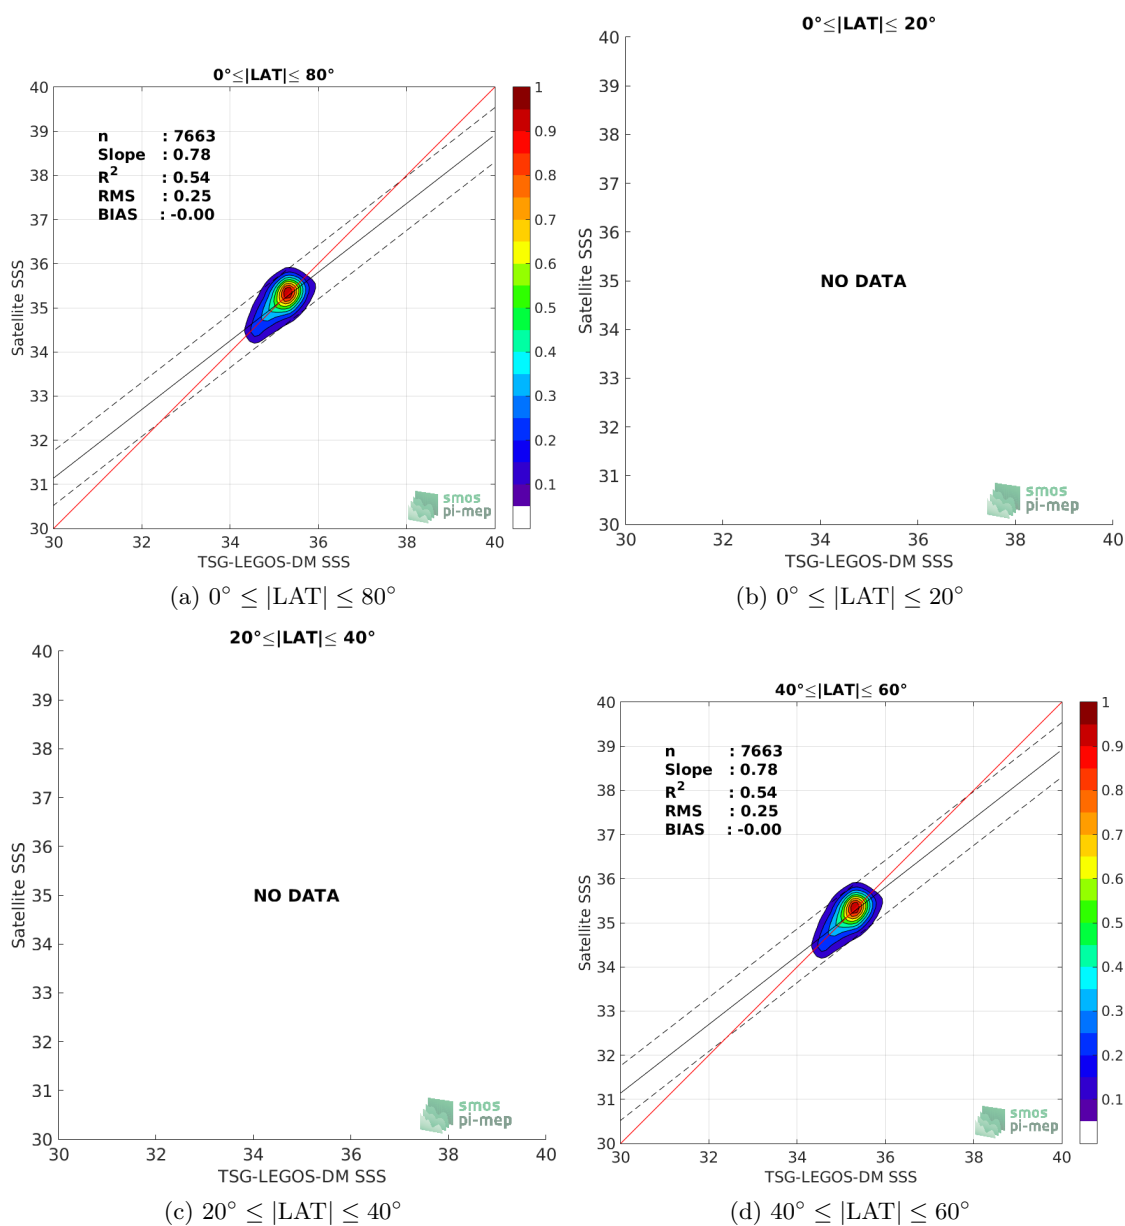 0°≤|LAT|≤ 80°
40
39
38
37
36
35
34
33
32
31
30
Satellite SSS
n : 7663
Slope : 0.78
R2 : 0.54
RMS : 0.25
BIAS : -0.00
smos
pi-mep
30 32 34 36 38 40
TSG-LEGOS-DM SSS
1
0.9
0.8
0.7
0.6
0.5
0.4
0.3
0.2
0.1
(a) 0° ≤ |LAT| ≤ 80°
0°≤|LAT|≤ 20°
40
39
38
37
36
35
34
33
32
31
30
Satellite SSS
NO DATA
smos
pi-mep
30 32 34 36 38 40
TSG-LEGOS-DM SSS
(b) 0° ≤ |LAT| ≤ 20°
20°≤|LAT|≤ 40°
40
39
38
37
36
35
34
33
32
31
30
Satellite SSS
NO DATA
smos
pi-mep
30 32 34 36 38 40
TSG-LEGOS-DM SSS
(c) 20° ≤ |LAT| ≤ 40°
40°≤|LAT|≤ 60°
40
39
38
37
36
35
34
33
32
31
30
Satellite SSS
n : 7663
Slope : 0.78
R2 : 0.54
RMS : 0.25
BIAS : -0.00
smos
pi-mep
30 32 34 36 38 40
TSG-LEGOS-DM SSS
1
0.9
0.8
0.7
0.6
0.5
0.4
0.3
0.2
0.1
(d) 40° ≤ |LAT| ≤ 60°